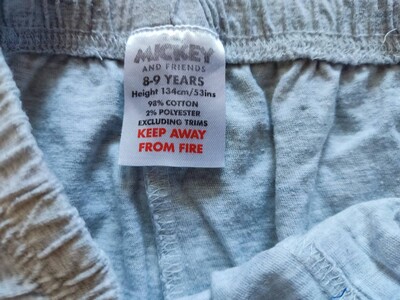 MICKEY
AND FRIENDS
8-9 YEARS
Height 134cm/53ins
98% COTTON
2% POLYESTER
EXCLUDING TRIMS
KEEP AWAY
FROM FIRE